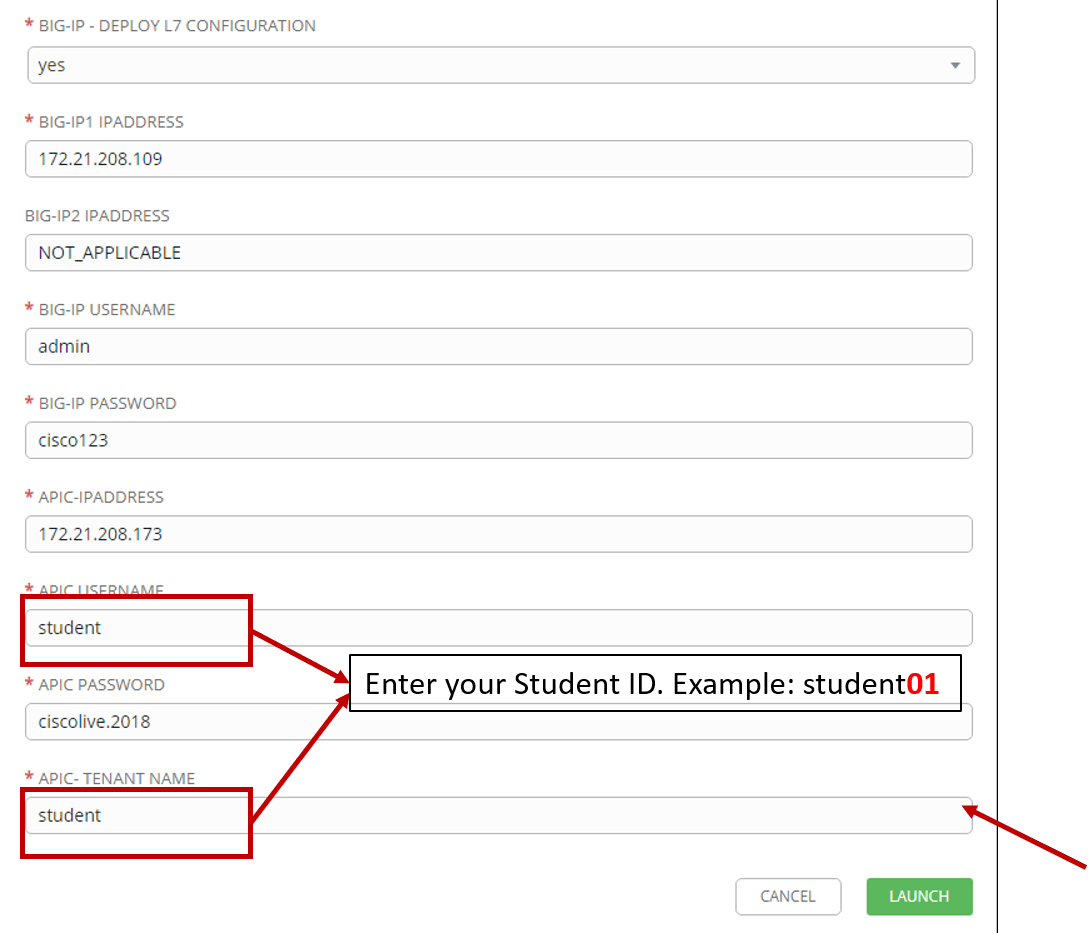 * BIG-IP - DEPLOY L7 CONFIGURATION
yes
* BIG-IP1 IPADDRESS
172.21.208.109
BIG-IP2 IPADDRESS
NOT_APPLICABLE
* BIG-IP USERNAME
admin
* BIG-IP PASSWORD
cisco123
* APIC-IPADDRESS
172.21.208.173
* APIC USERNAME
student
Enter your Student ID. Example: student01
* APIC PASSWORD
ciscolive.2018
* APIC- TENANT NAME
student
CANCEL LAUNCH